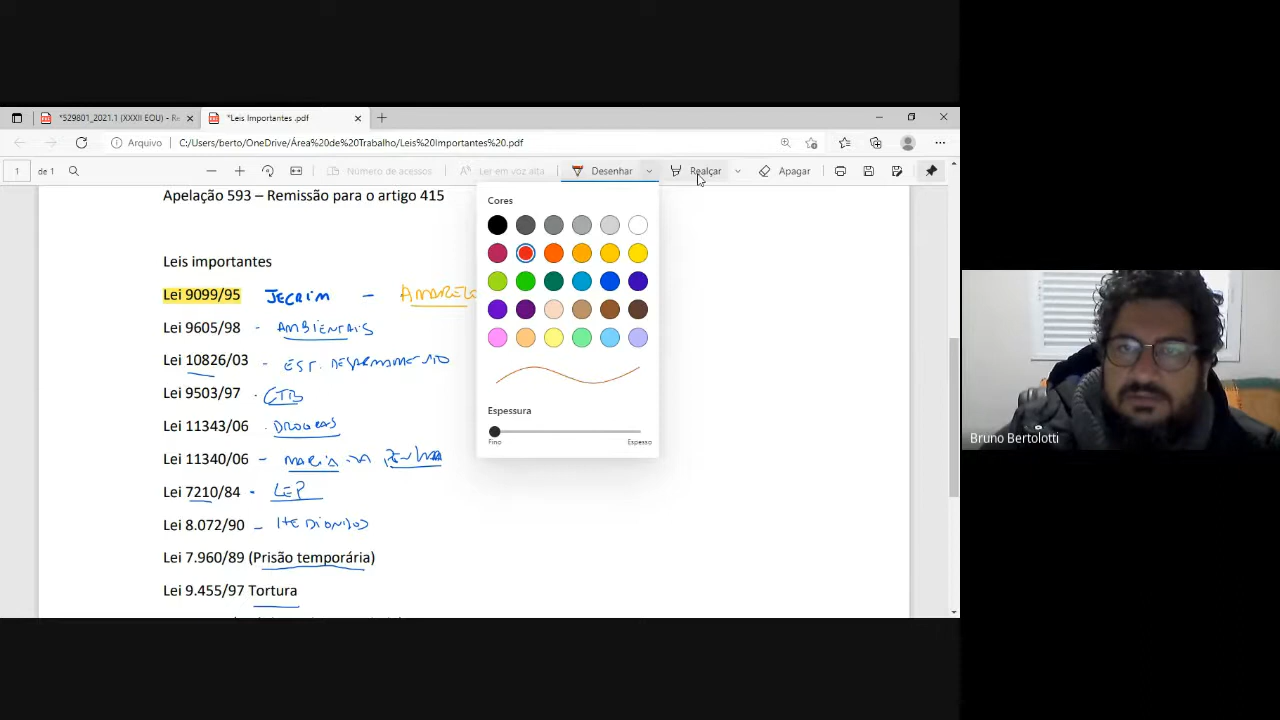 *529801_2021.1 (XXXII EOU) - Re
*Leis Importantes .pdf
Arquivo C:/Users/berto/OneDrive/Área%20de%20Trabalho/Leis%20Importantes%20.pdf
1 de 1 Número de acessos Ler em voz alta Desenhar Realçar Apagar
Apelação 593 – Remissão para o artigo 415
Cores
Leis importantes
Lei 9099/95 JECRIM – AMARELO
Lei 9605/98 - AMBIENTAIS
Lei 10826/03 - EST. DESARMAMENTO
Lei 9503/97 - CTB
Espessura
Fino Espesso
Lei 11343/06 - DROGAS
Lei 11340/06 - MARIA DA PENHA
Lei 7210/84 - LEP
Lei 8.072/90 - HEDIONDOS
Lei 7.960/89 (Prisão temporária)
Lei 9.455/97 Tortura
Bruno Bertolotti